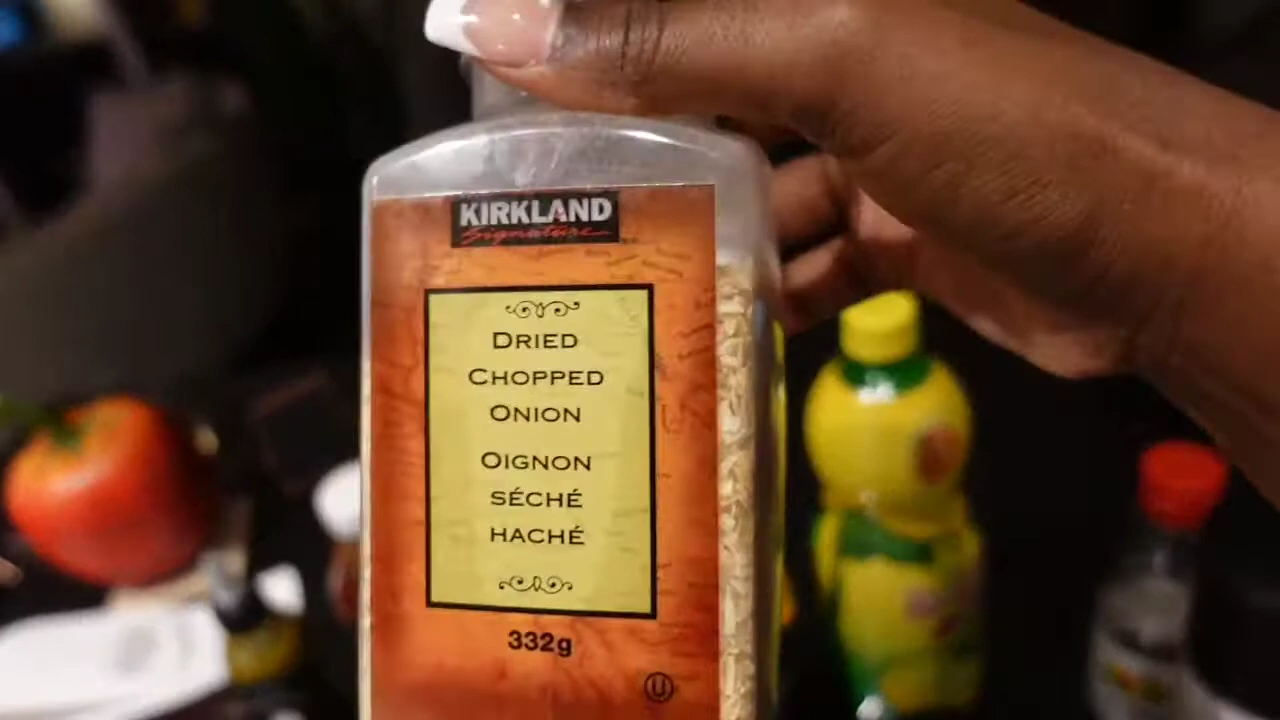 KIRKLAND
Signature
DRIED
CHOPPED
ONION
OIGNON
SÉCHÉ
HACHÉ
332g
U